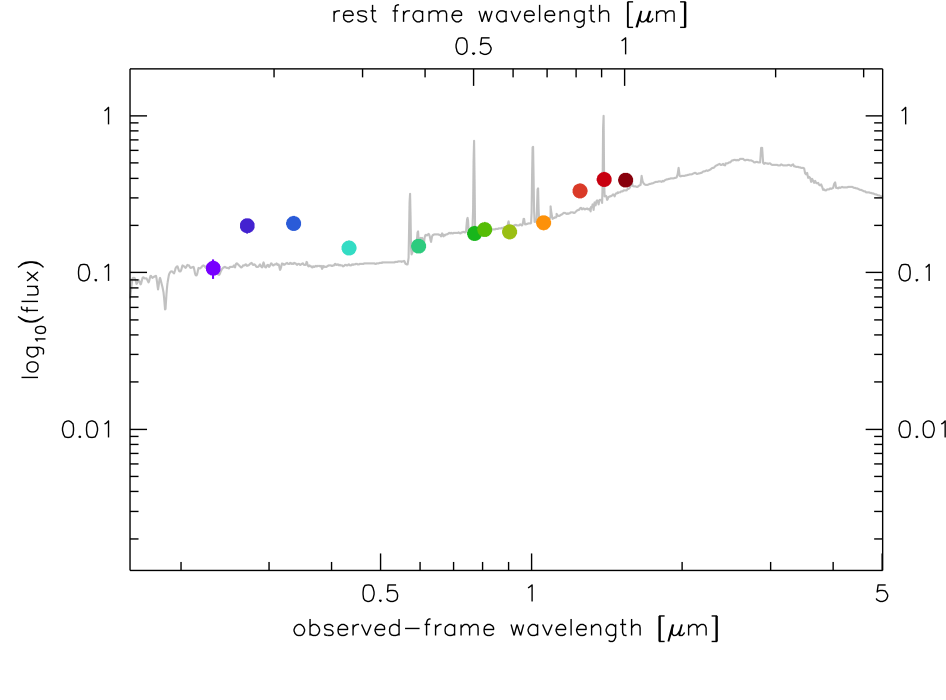 rest frame wavelength [μm]
0.5 1
1 1
0.1 0.1
0.01 0.01
log10(flux)
0.5 1 5
observed-frame wavelength [μm]